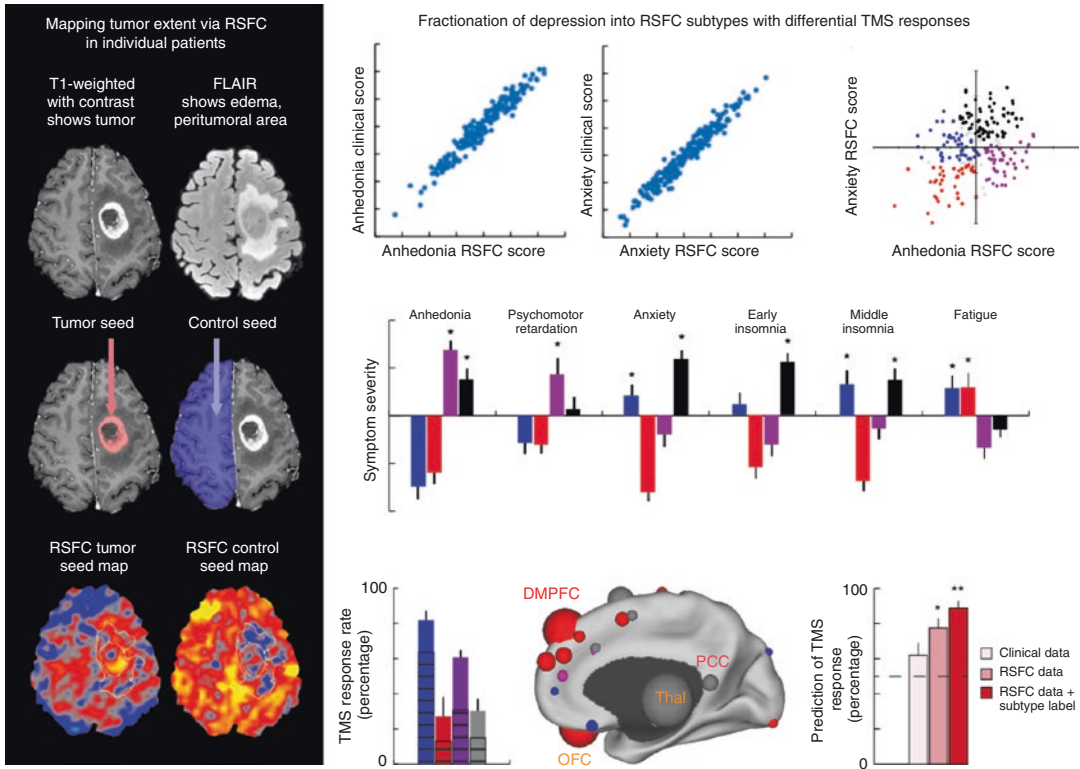 Mapping tumor extent via RSFC
in individual patients
T1-weighted
with contrast
shows tumor
FLAIR
shows edema,
peritumoral area
Tumor seed
Control seed
RSFC tumor
seed map
RSFC control
seed map
Fractionation of depression into RSFC subtypes with differential TMS responses
Anhedonia clinical score
Anhedonia RSFC score
Anxiety clinical score
Anxiety RSFC score
Anxiety RSFC score
Anhedonia RSFC score
Symptom severity
Anhedonia
Psychomotor
retardation
Anxiety
Early
insomnia
Middle
insomnia
Fatigue
* * * * * * * * * * *
TMS response rate
(percentage)
100
0
DMPFC
PCC
Thal
OFC
Prediction of TMS
response
(percentage)
100
0
*
**
Clinical data
RSFC data
RSFC data +
subtype label